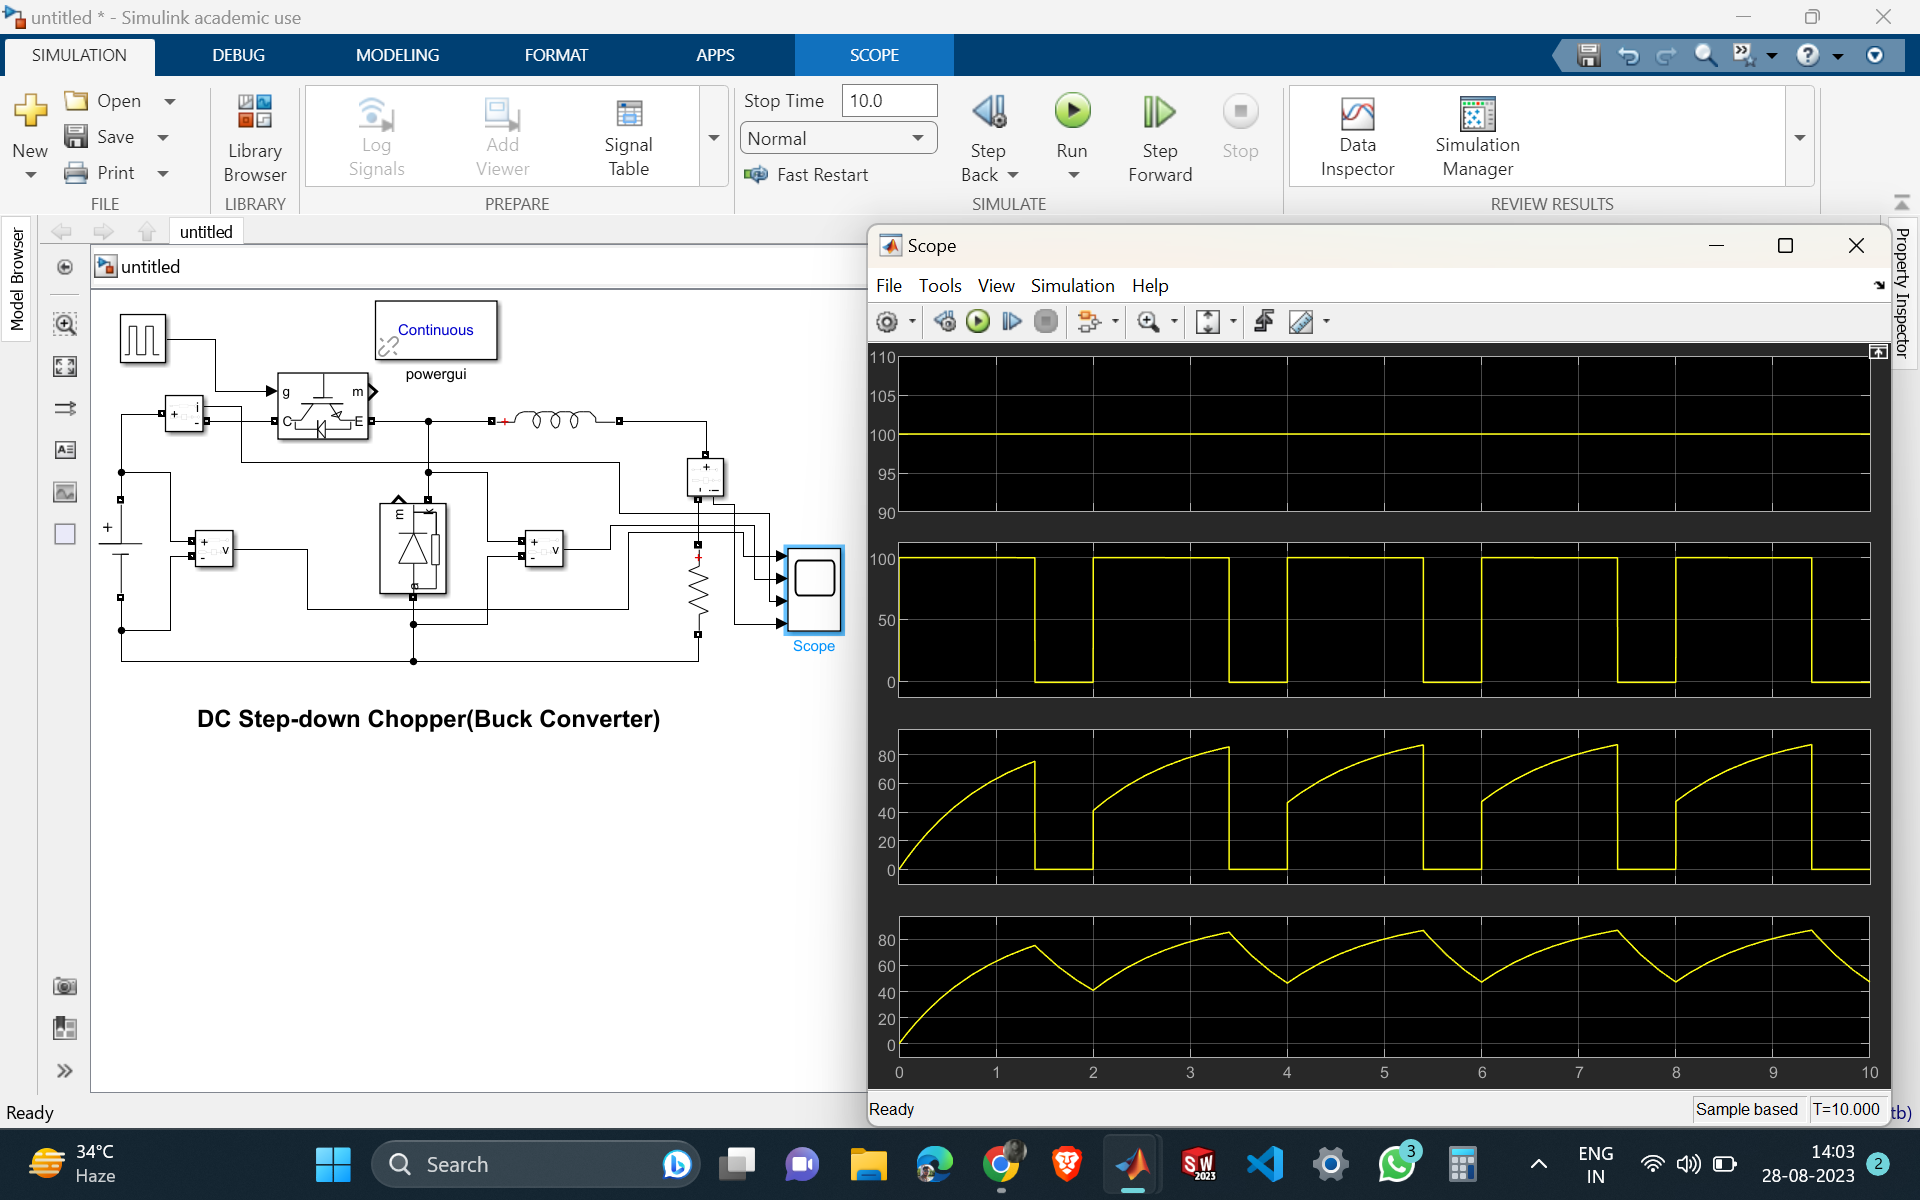 untitled * - Simulink academic use
SIMULATION DEBUG MODELING FORMAT APPS SCOPE
New
Open
Save
Print
FILE
Library
Browser
LIBRARY
Log
Signals
Add
Viewer
Signal
Table
PREPARE
Stop Time 10.0
Normal
Fast Restart
Step
Back
Run
Step
Forward
Stop
SIMULATE
Data
Inspector
Simulation
Manager
REVIEW RESULTS
Model Browser
untitled
untitled
Property Inspector
Continuous
powergui
g m
C E
+ i
-
+
+ v
-
m k
a
+ v
-
+
+
- i
+
+
Scope
DC Step-down Chopper(Buck Converter)
Scope
File Tools View Simulation Help
110
105
100
95
90
100
50
0
80
60
40
20
0
80
60
40
20
0
0 1 2 3 4 5 6 7 8 9 10
Ready
Sample based T=10.000
Ready
tb)
34°C
Haze
Search
SW
2023
3
ENG
IN
14:03
28-08-2023
2